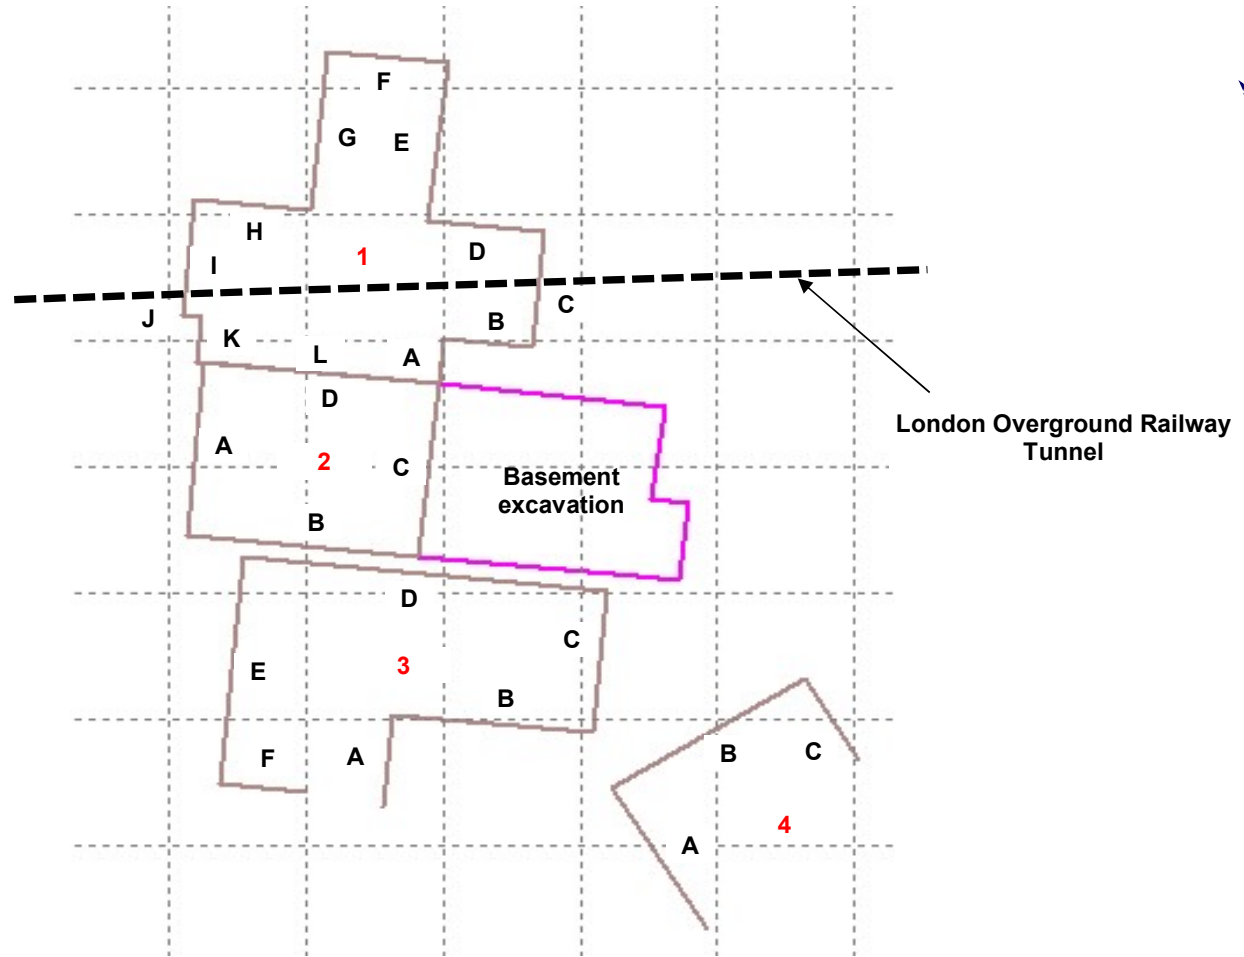 F
G E
H
1
D
I
J
C
B
K
L A
D
A
2
C
Basement
excavation
B
London Overground Railway
Tunnel
D
C
E
3
B
F
A
B
C
4
A